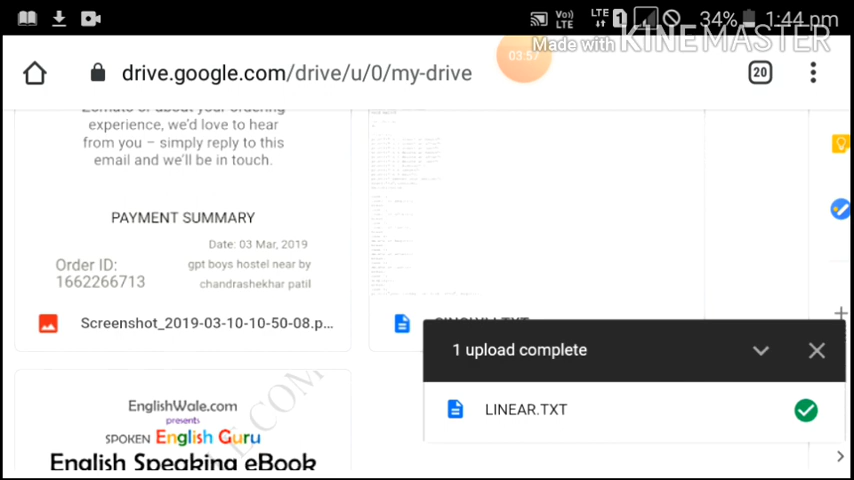 Vo))
LTE
LTE
1
34%
1:44 pm
Made with KINEMASTER
03:57
drive.google.com/drive/u/0/my-drive
20
experience, we'd love to hear
from you – simply reply to this
email and we'll be in touch.
PAYMENT SUMMARY
Date: 03 Mar, 2019
Order ID:
1662266713
gpt boys hostel near by
chandrashekhar patil
Screenshot_2019-03-10-10-50-08.p...
1 upload complete
LINEAR.TXT
EnglishWale.com
presents
SPOKEN English Guru
English Speaking eBook